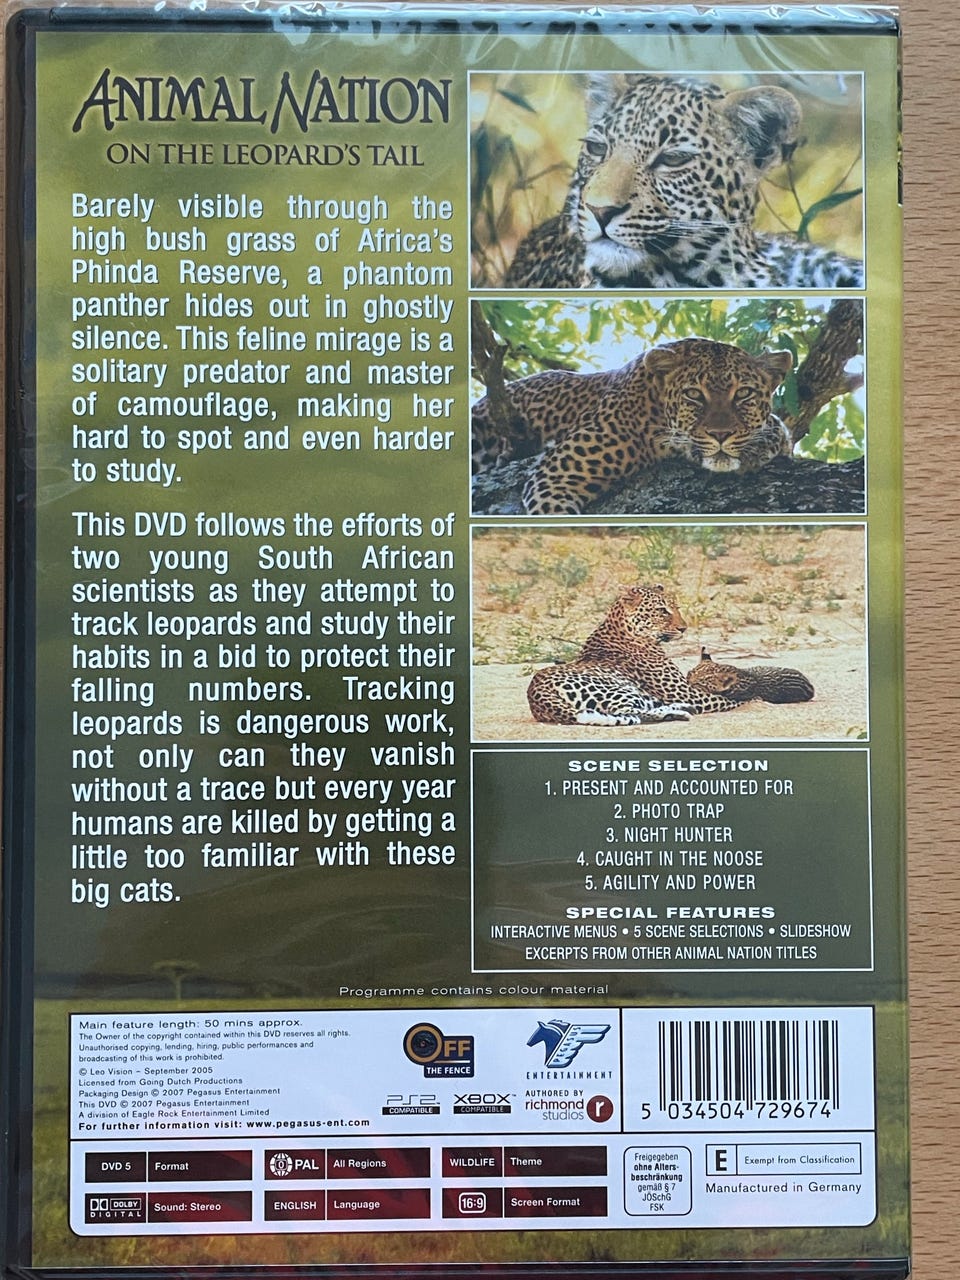 ANIMAL NATION
ON THE LEOPARD'S TAIL
Barely visible through the
high bush grass of Africa's
Phinda Reserve, a phantom
panther hides out in ghostly
silence. This feline mirage is a
solitary predator and master
of camouflage, making her
hard to spot and even harder
to study.
This DVD follows the efforts of
two young South African
scientists as they attempt to
track leopards and study their
habits in a bid to protect their
falling numbers. Tracking
leopards is dangerous work,
not only can they vanish
without a trace but every year
humans are killed by getting a
little too familiar with these
big cats.
SCENE SELECTION
1. PRESENT AND ACCOUNTED FOR
2. PHOTO TRAP
3. NIGHT HUNTER
4. CAUGHT IN THE NOOSE
5. AGILITY AND POWER
SPECIAL FEATURES
INTERACTIVE MENUS • 5 SCENE SELECTIONS • SLIDESHOW
EXCERPTS FROM OTHER ANIMAL NATION TITLES
Programme contains colour material
Main feature length: 50 mins approx.
The Owner of the copyright contained within this DVD reserves all rights.
Unauthorised copying, lending, hiring, public performances and
broadcasting of this work is prohibited.
© Leo Vision – September 2005
Licensed from Going Dutch Productions
Packaging Design © 2007 Pegasus Entertainment
This DVD © 2007 Pegasus Entertainment
A division of Eagle Rock Entertainment Limited
For further information visit: www.pegasus-ent.com
OFF
THE FENCE
ENTERTAINMENT
PS2
COMPATIBLE
XBOX™
COMPATIBLE
AUTHORED BY
richmond
studios
r
5 034504 729674
DVD 5 Format
0 PAL All Regions
WILDLIFE Theme
DOLBY
DIGITAL
Sound: Stereo
ENGLISH Language
16:9 Screen Format
Freigegeben
ohne Alters-
beschränkung
gemäß § 7
JÖSchG
FSK
E Exempt from Classification
Manufactured in Germany